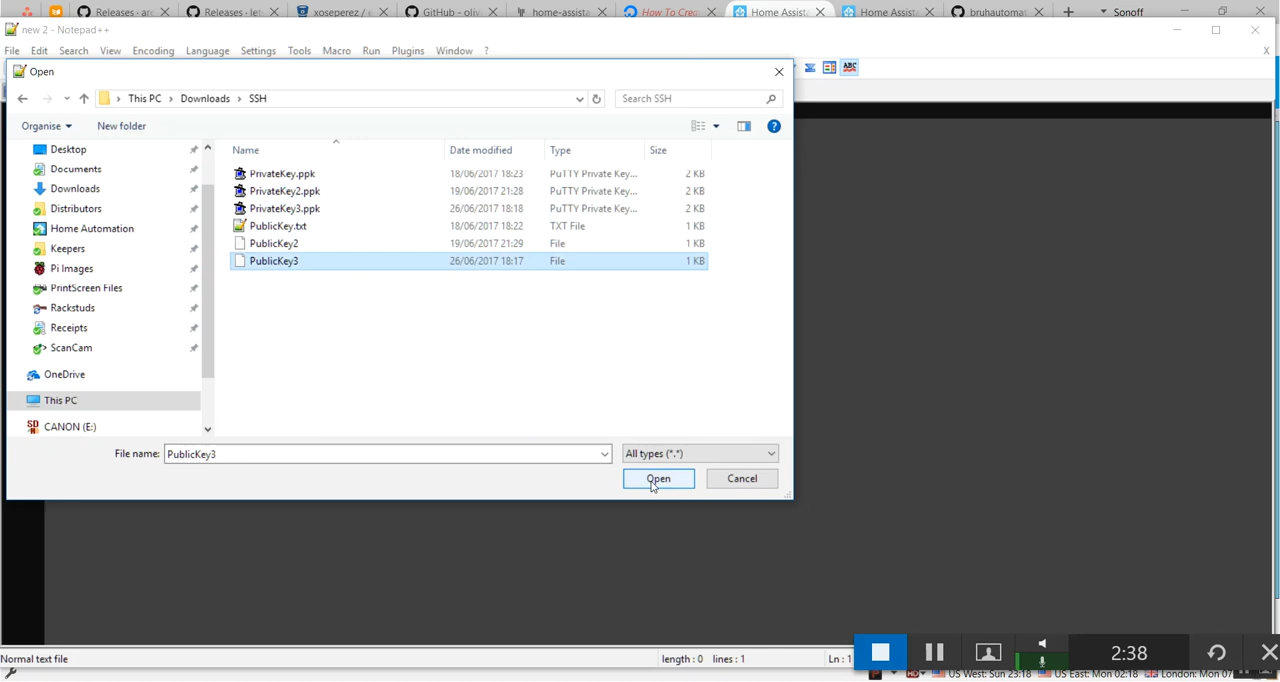 Releases · arc
Releases · lets
xoseperez / e
GitHub - oliv
home-assista
How To Crea
Home Assista
Home Assista
bruhautomat
Sonoff
new 2 - Notepad++
File Edit Search View Encoding Language Settings Tools Macro Run Plugins Window ? X
Open
This PC > Downloads > SSH
Search SSH
Organise New folder
Name Date modified Type Size
Desktop
Documents
Downloads
Distributors
Home Automation
Keepers
Pi Images
PrintScreen Files
Rackstuds
Receipts
ScanCam
OneDrive
This PC
CANON (E:)
PrivateKey.ppk 18/06/2017 18:23 PuTTY Private Key... 2 KB
PrivateKey2.ppk 19/06/2017 21:28 PuTTY Private Key... 2 KB
PrivateKey3.ppk 26/06/2017 18:18 PuTTY Private Key... 2 KB
PublicKey.txt 18/06/2017 18:22 TXT File 1 KB
PublicKey2 19/06/2017 21:29 File 1 KB
PublicKey3 26/06/2017 18:17 File 1 KB
File name: PublicKey3 All types (*.*)
Open Cancel
Normal text file length : 0 lines : 1 Ln : 1
2:38
US West: Sun 23:18 US East: Mon 02:18 London: Mon 07